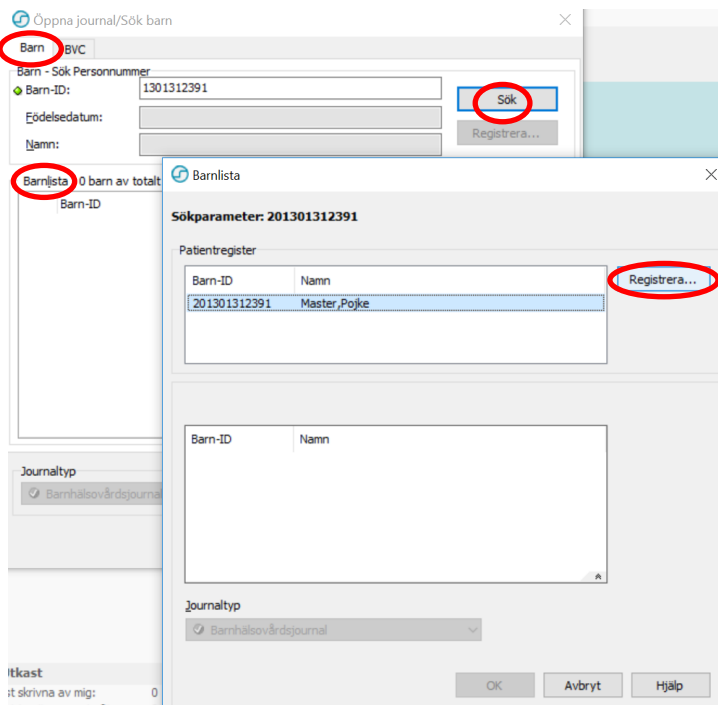 Öppna journal/Sök barn
Barn BVC
Barn - Sök Personnummer
Barn-ID: 1301312391
Sök
Födelsedatum:
Registrera...
Namn:
Barnlista 0 barn av totalt
Barn-ID
Journaltyp
Barnhälsovårdsjournal
Barnlista
Sökparameter: 201301312391
Patientregister
Barn-ID Namn
Registrera...
201301312391 Master,Pojke
Barn-ID Namn
Journaltyp
Barnhälsovårdsjournal
OK Avbryt Hjälp
tkast
st skrivna av mig: 0